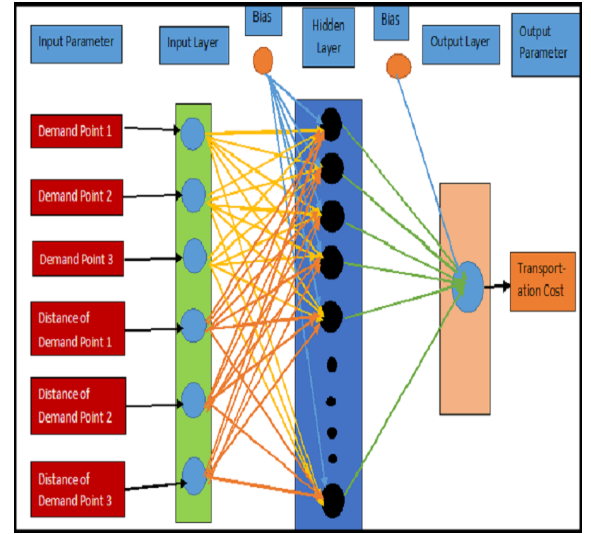 Input Parameter
Input Layer
Bias
Hidden
Layer
Bias
Output Layer
Output
Parameter
Demand Point 1
Demand Point 2
Demand Point 3
Distance of
Demand Point 1
Distance of
Demand Point 2
Distance of
Demand Point 3
Transport-
ation Cost